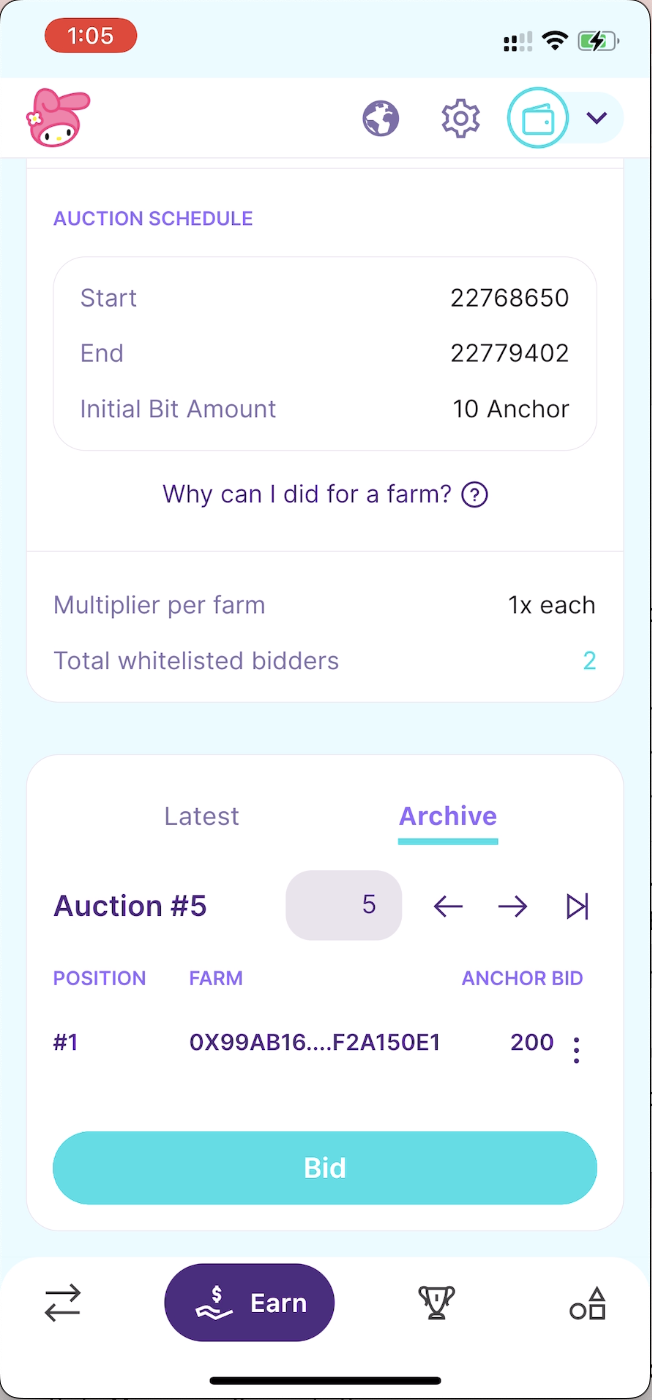 1:05
AUCTION SCHEDULE
Start 22768650
End 22779402
Initial Bit Amount 10 Anchor
Why can I did for a farm? ?
Multiplier per farm 1x each
Total whitelisted bidders 2
Latest Archive
Auction #5 5
POSITION FARM ANCHOR BID
#1 0X99AB16....F2A150E1 200
Bid
$ Earn